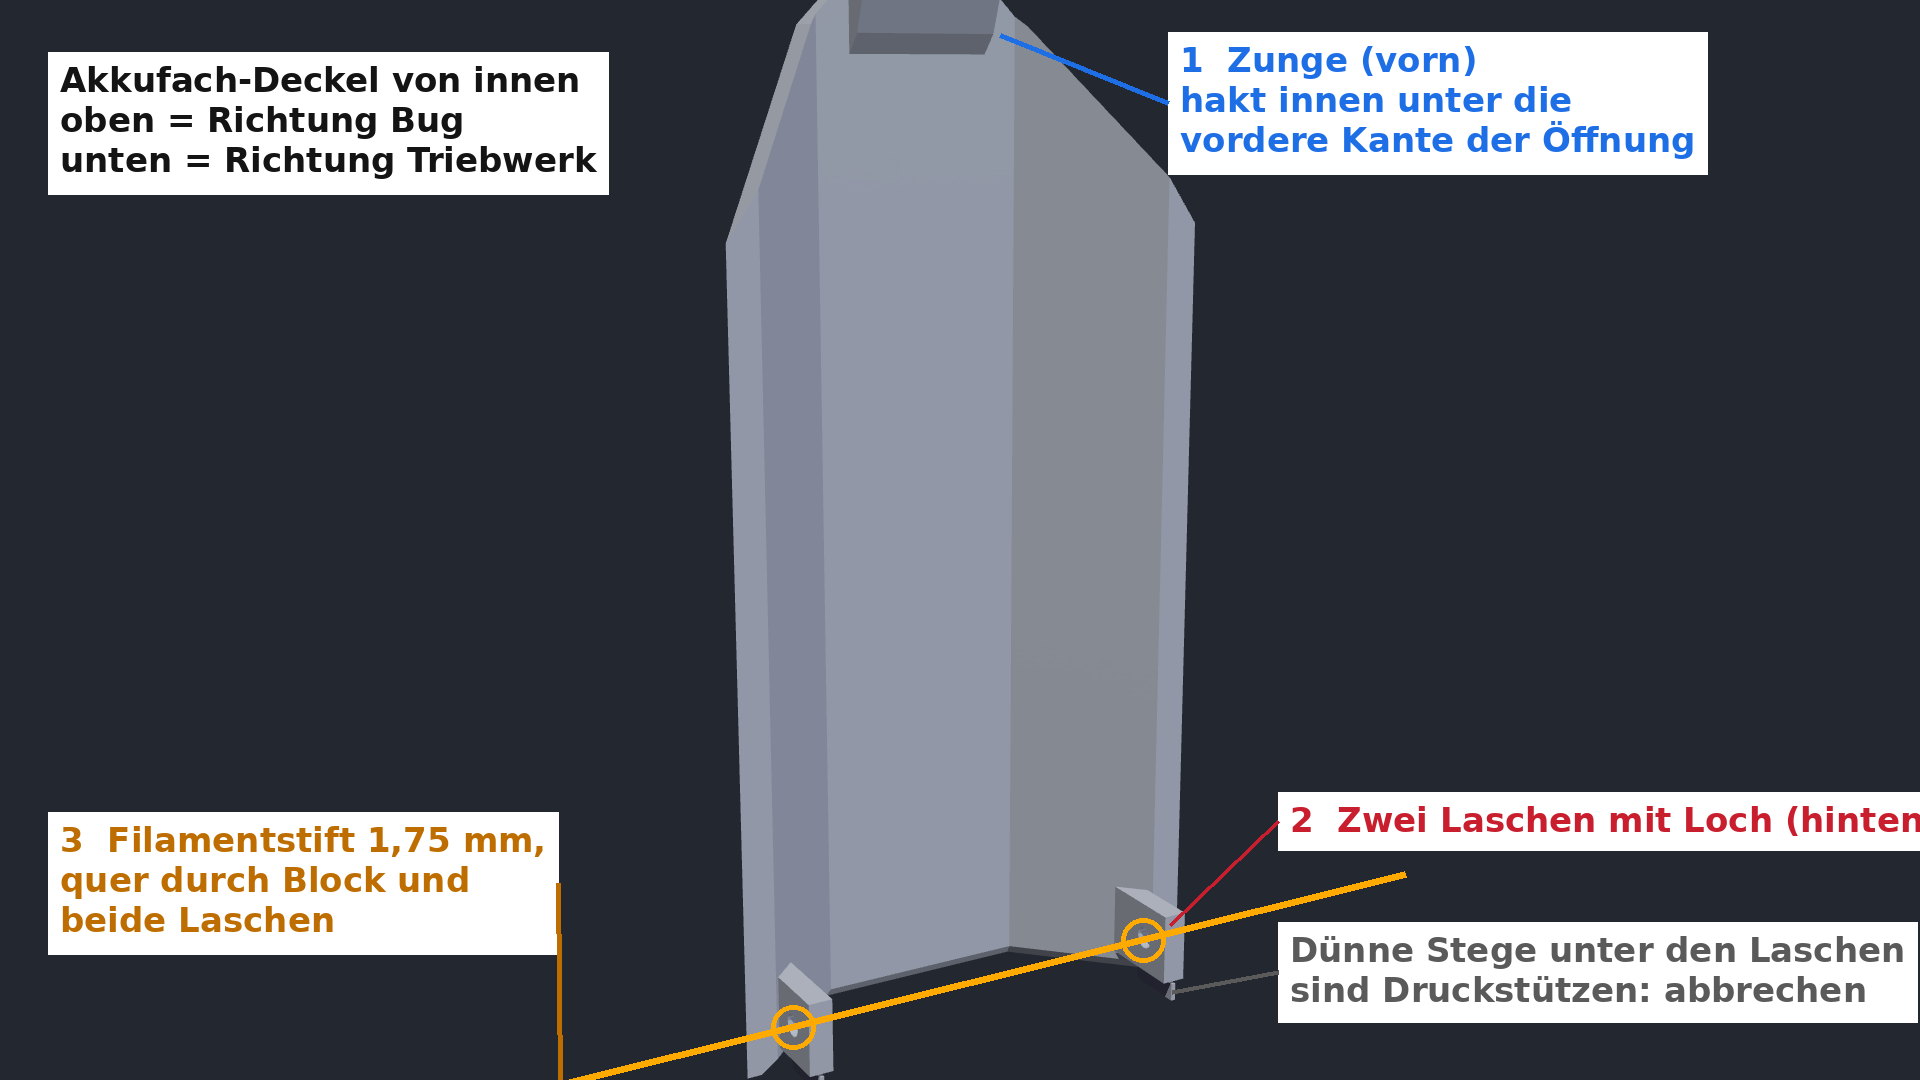 Akkufach-Deckel von innen
oben = Richtung Bug
unten = Richtung Triebwerk
1 Zunge (vorn)
hakt innen unter die
vordere Kante der Öffnung
3 Filamentstift 1,75 mm,
quer durch Block und
beide Laschen
2 Zwei Laschen mit Loch (hinten
Dünne Stege unter den Laschen
sind Druckstützen: abbrechen